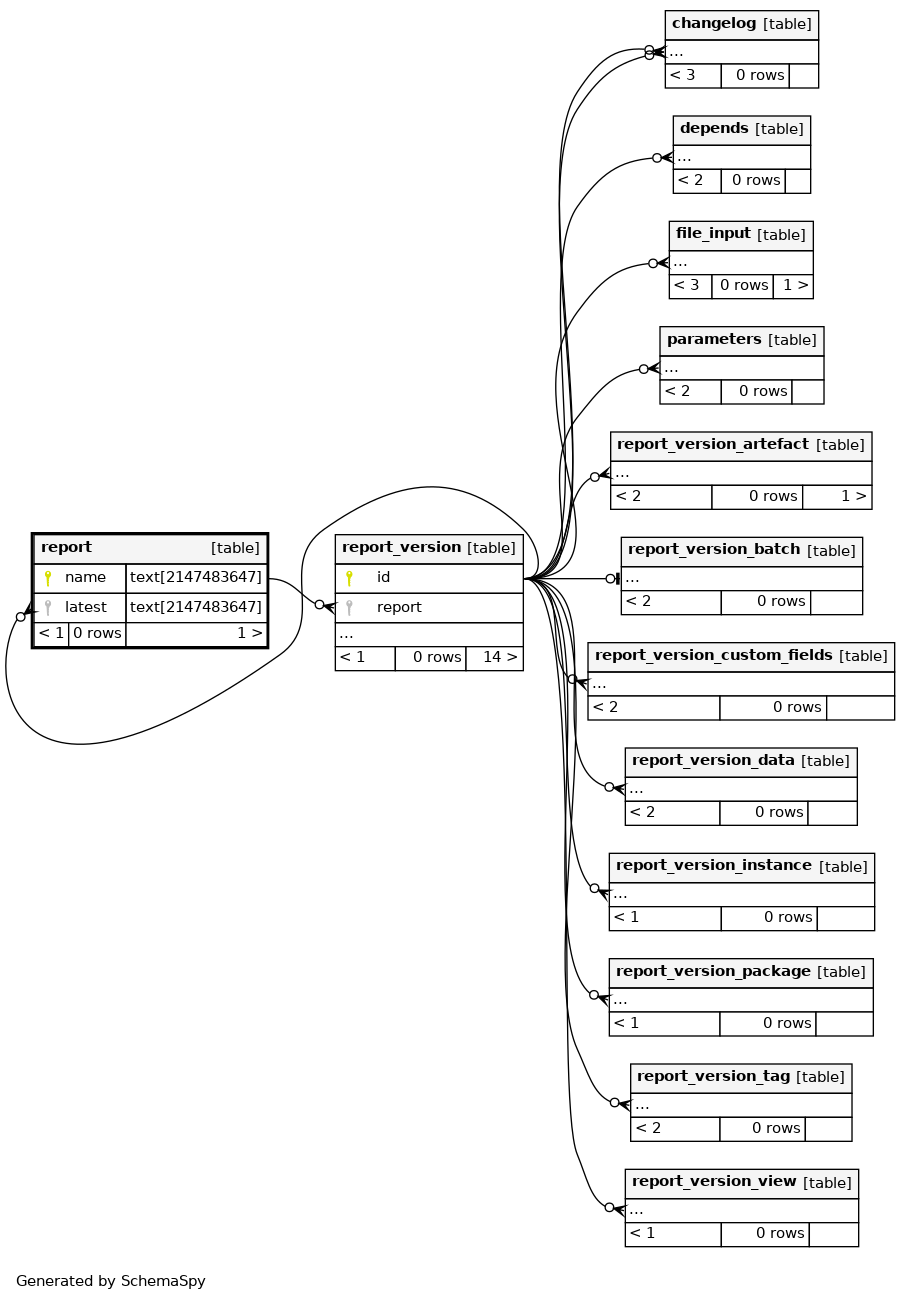 changelog [table]
...
< 3 0 rows
depends [table]
...
< 2 0 rows
file_input [table]
...
< 3 0 rows 1 >
parameters [table]
...
< 2 0 rows
report_version_artefact [table]
...
< 2 0 rows 1 >
report [table]
name text[2147483647]
latest text[2147483647]
< 1 0 rows 1 >
report_version [table]
id
report
...
< 1 0 rows 14 >
report_version_batch [table]
...
< 2 0 rows
report_version_custom_fields [table]
...
< 2 0 rows
report_version_data [table]
...
< 2 0 rows
report_version_instance [table]
...
< 1 0 rows
report_version_package [table]
...
< 1 0 rows
report_version_tag [table]
...
< 2 0 rows
report_version_view [table]
...
< 1 0 rows
Generated by SchemaSpy